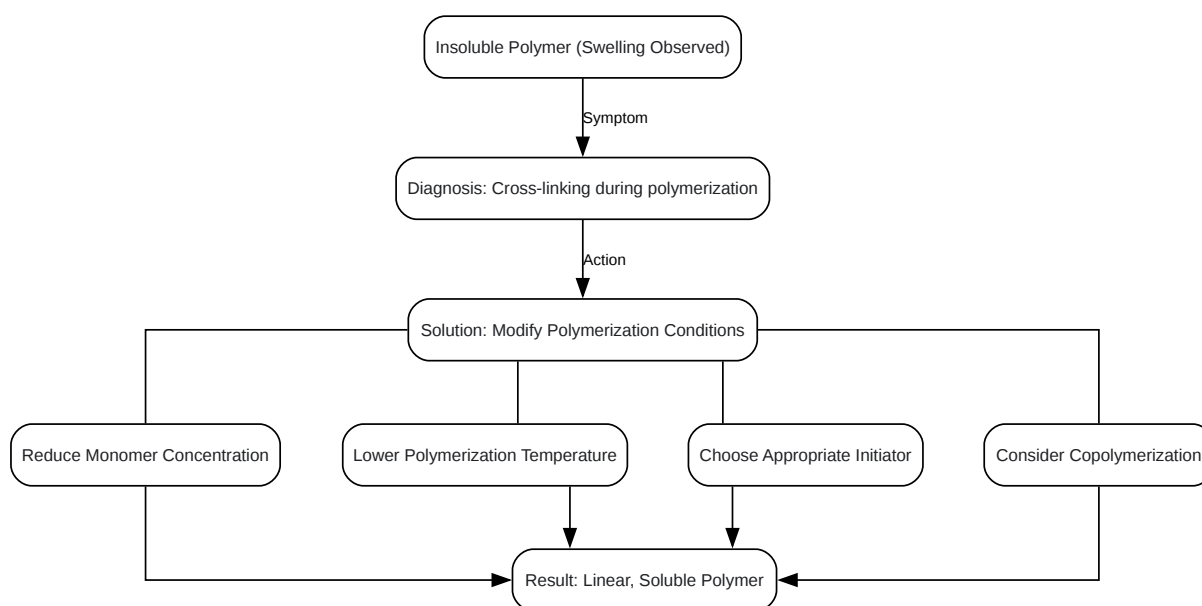 Insoluble Polymer (Swelling Observed)
Symptom
Diagnosis: Cross-linking during polymerization
Action
Solution: Modify Polymerization Conditions
Reduce Monomer Concentration
Lower Polymerization Temperature
Choose Appropriate Initiator
Consider Copolymerization
Result: Linear, Soluble Polymer